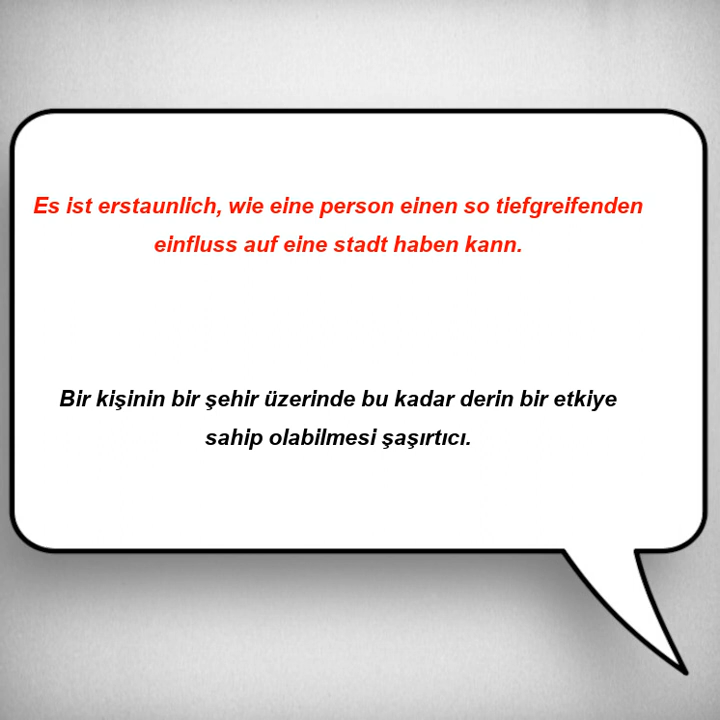 Es ist erstaunlich, wie eine person einen so tiefgreifenden
einfluss auf eine stadt haben kann.
Bir kişinin bir şehir üzerinde bu kadar derin bir etkiye
sahip olabilmesi şaşırtıcı.